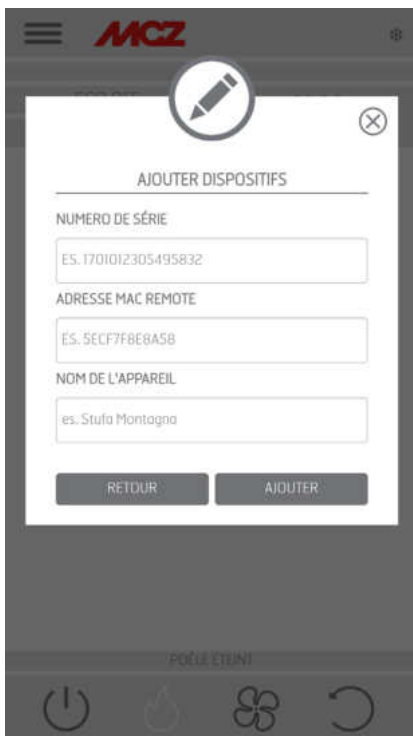 MCZ
AJOUTER DISPOSITIFS
NUMERO DE SÉRIE
ES. 1701012305495832
ADRESSE MAC REMOTE
ES. 5ECF7F8E8A58
NOM DE L'APPAREIL
es. Stufa Montagna
RETOUR AJOUTER
POÊLE ÉTEINT